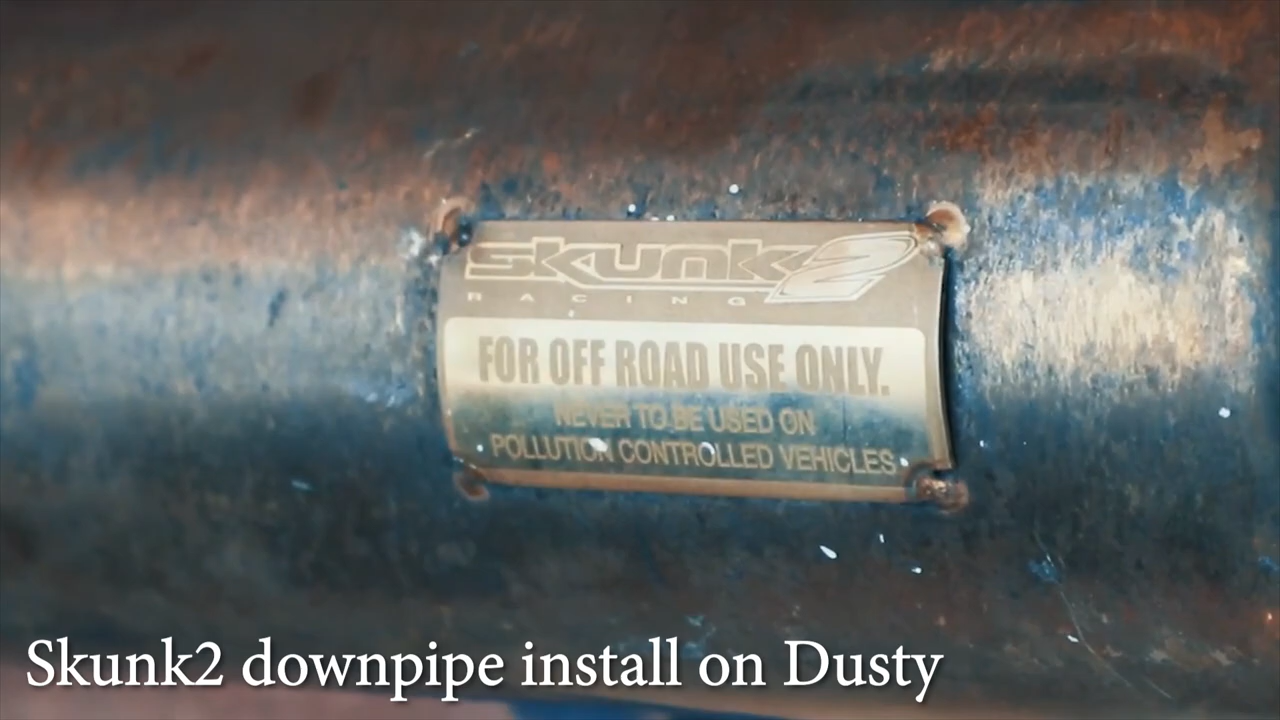 skunk2
RACING
FOR OFF ROAD USE ONLY.
NEVER TO BE USED ON
POLLUTION CONTROLLED VEHICLES
Skunk2 downpipe install on Dusty